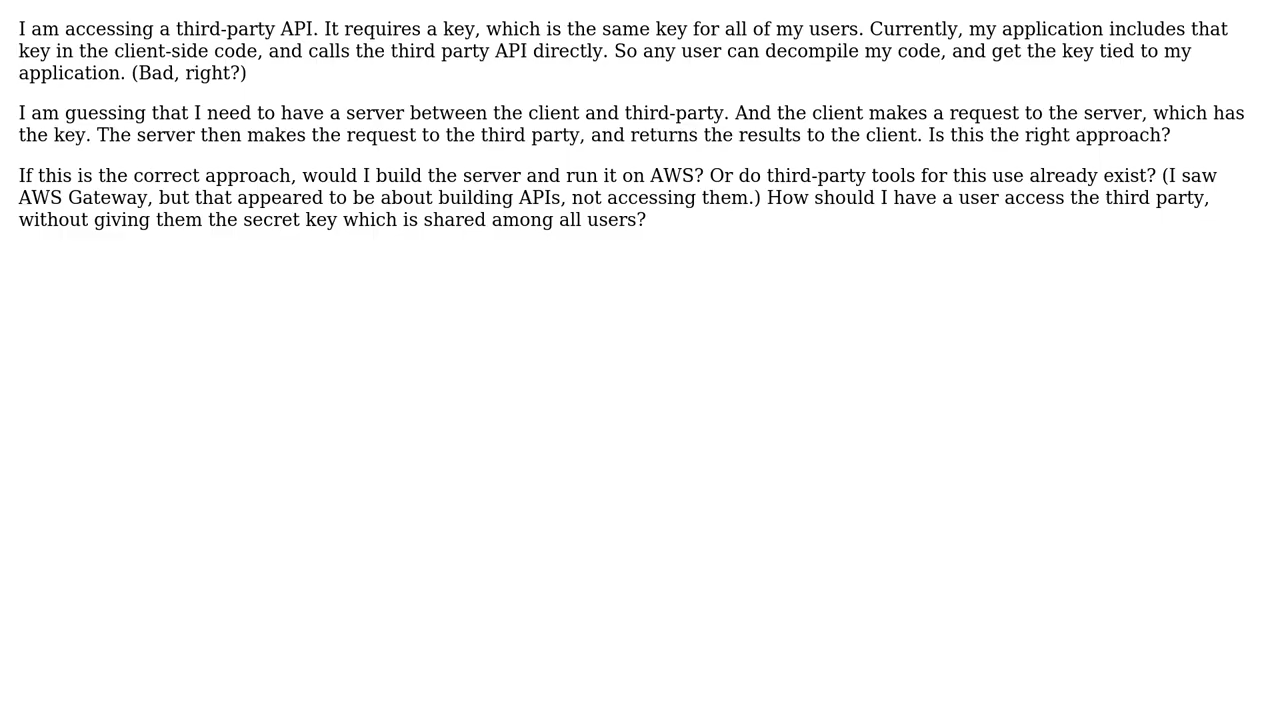 I am accessing a third-party API. It requires a key, which is the same key for all of my users. Currently, my application includes that
key in the client-side code, and calls the third party API directly. So any user can decompile my code, and get the key tied to my
application. (Bad, right?)
I am guessing that I need to have a server between the client and third-party. And the client makes a request to the server, which has
the key. The server then makes the request to the third party, and returns the results to the client. Is this the right approach?
If this is the correct approach, would I build the server and run it on AWS? Or do third-party tools for this use already exist? (I saw
AWS Gateway, but that appeared to be about building APIs, not accessing them.) How should I have a user access the third party,
without giving them the secret key which is shared among all users?